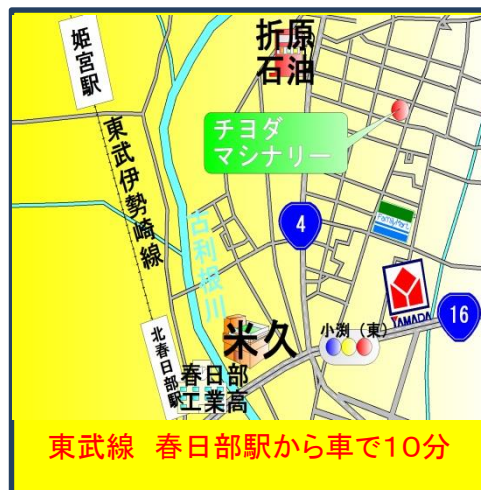 姫宮駅
折原
石油
チヨダ
マシナリー
東武伊勢崎線
4
古利根川
FamilyMart
YAMADA
16
小渕（東）
米久
北春日部駅
春日部
工業高
東武線 春日部駅から車で10分